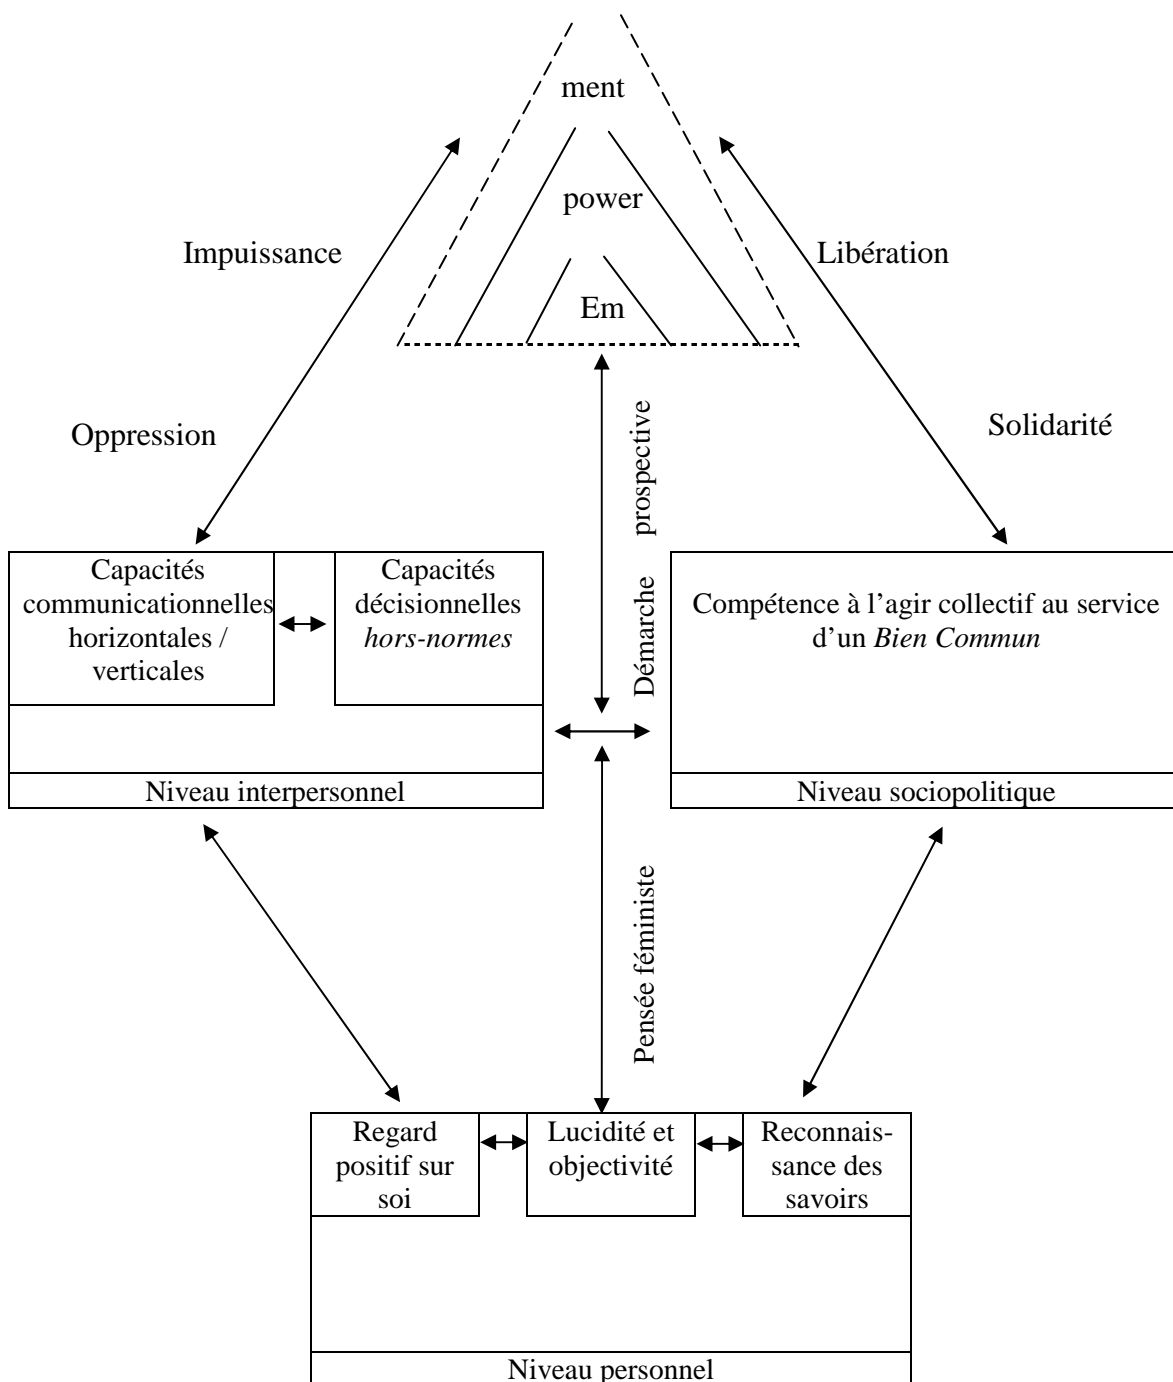 ment
power
Em
Impuissance
Libération
Oppression
Solidarité
Démarche prospective
Capacités
communicationnelles
horizontales /
verticales
Capacités
décisionnelles
hors-normes
Compétence à l’agir collectif au service
d’un Bien Commun
Niveau interpersonnel
Niveau sociopolitique
Pensée féministe
Regard
positif sur
soi
Lucidité et
objectivité
Reconnais-
sance des
savoirs
Niveau personnel